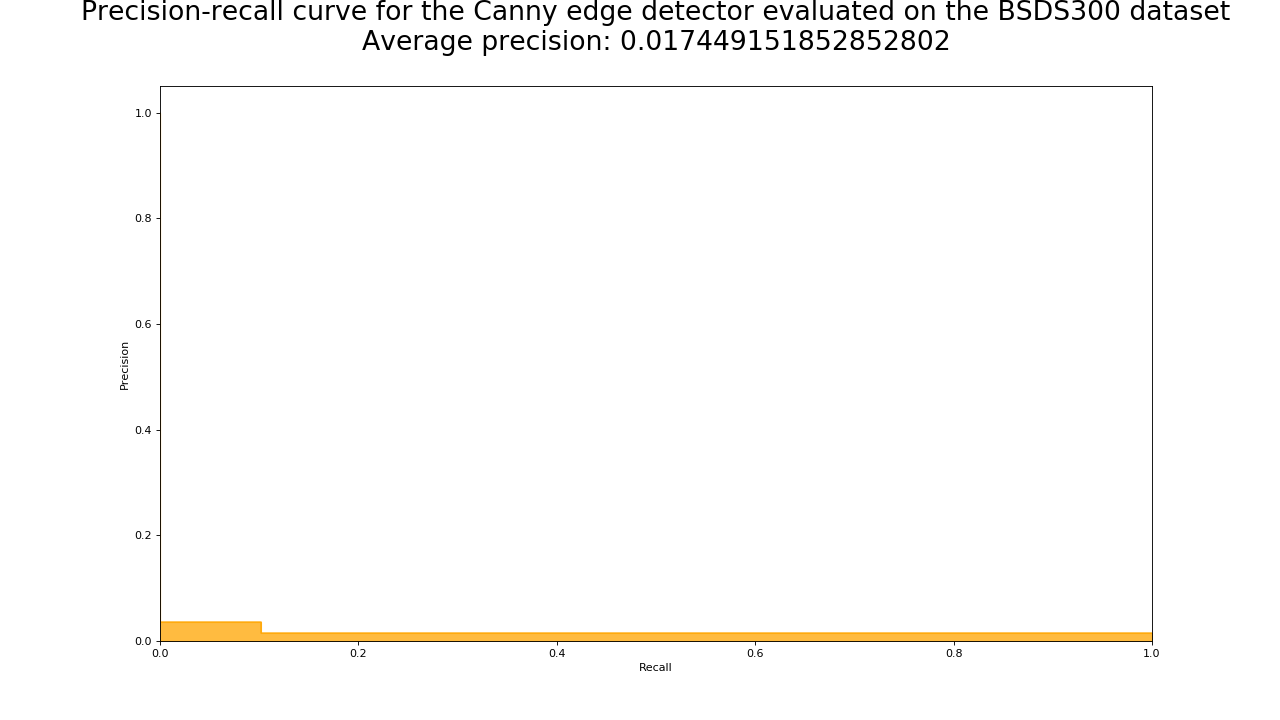 Precision-recall curve for the Canny edge detector evaluated on the BSDS300 dataset
Average precision: 0.017449151852852802
1.0
0.8
0.6
0.4
0.2
0.0
Precision
0.0 0.2 0.4 0.6 0.8 1.0
Recall